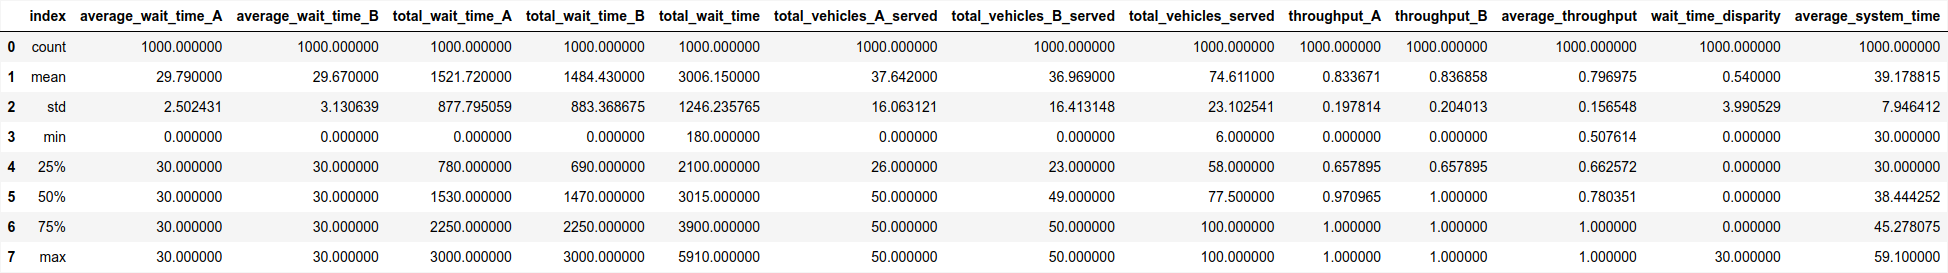 index average_wait_time_A average_wait_time_B total_wait_time_A total_wait_time_B total_wait_time total_vehicles_A_served total_vehicles_B_served total_vehicles_served throughput_A throughput_B average_throughput wait_time_disparity average_system_time
0 count 1000.000000 1000.000000 1000.000000 1000.000000 1000.000000 1000.000000 1000.000000 1000.000000 1000.000000 1000.000000 1000.000000 1000.000000 1000.000000
1 mean 29.790000 29.670000 1521.720000 1484.430000 3006.150000 37.642000 36.969000 74.611000 0.833671 0.836858 0.796975 0.540000 39.178815
2 std 2.502431 3.130639 877.795059 883.368675 1246.235765 16.063121 16.413148 23.102541 0.197814 0.204013 0.156548 3.990529 7.946412
3 min 0.000000 0.000000 0.000000 0.000000 180.000000 0.000000 0.000000 6.000000 0.000000 0.000000 0.507614 0.000000 30.000000
4 25% 30.000000 30.000000 780.000000 690.000000 2100.000000 26.000000 23.000000 58.000000 0.657895 0.657895 0.662572 0.000000 30.000000
5 50% 30.000000 30.000000 1530.000000 1470.000000 3015.000000 50.000000 49.000000 77.500000 0.970965 1.000000 0.780351 0.000000 38.444252
6 75% 30.000000 30.000000 2250.000000 2250.000000 3900.000000 50.000000 50.000000 100.000000 1.000000 1.000000 1.000000 0.000000 45.278075
7 max 30.000000 30.000000 3000.000000 3000.000000 5910.000000 50.000000 50.000000 100.000000 1.000000 1.000000 1.000000 30.000000 59.100000